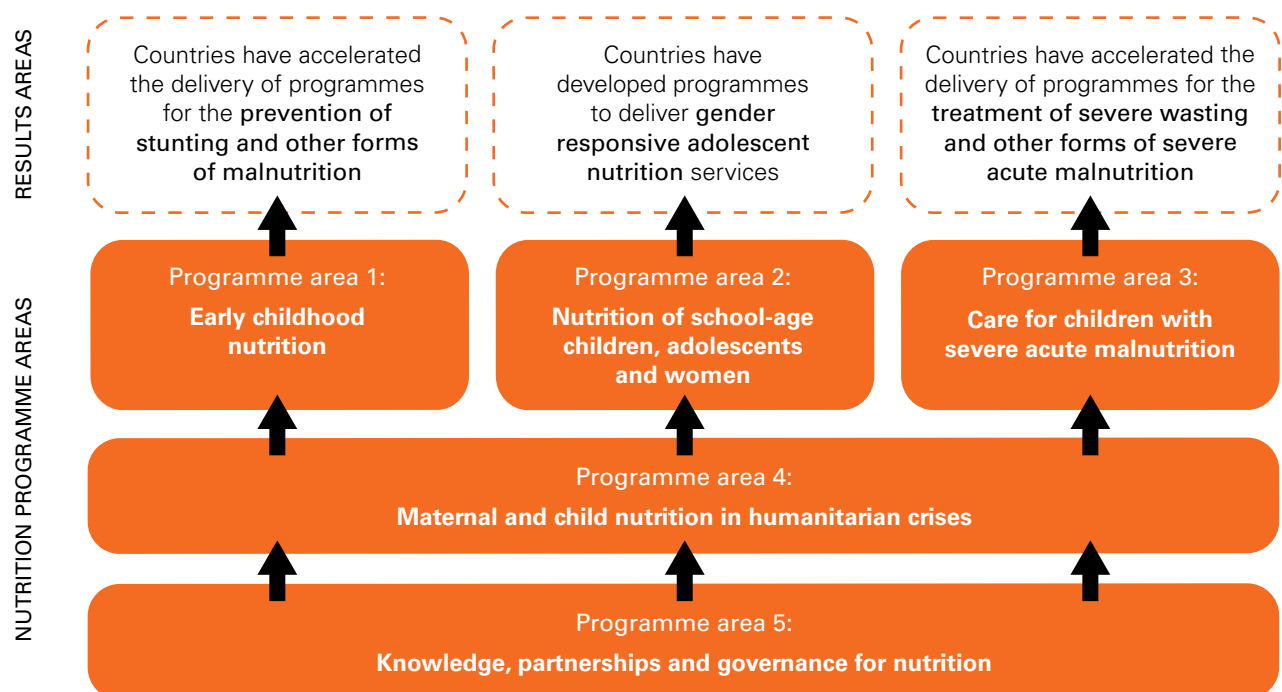 RESULTS AREAS
Countries have accelerated
the delivery of programmes
for the prevention of
stunting and other forms
of malnutrition
Countries have
developed programmes
to deliver gender
responsive adolescent
nutrition services
Countries have accelerated the
delivery of programmes for the
treatment of severe wasting
and other forms of severe
acute malnutrition
NUTRITION PROGRAMME AREAS
Programme area 1:
Early childhood
nutrition
Programme area 2:
Nutrition of school-age
children, adolescents
and women
Programme area 3:
Care for children with
severe acute malnutrition
Programme area 4:
Maternal and child nutrition in humanitarian crises
Programme area 5:
Knowledge, partnerships and governance for nutrition